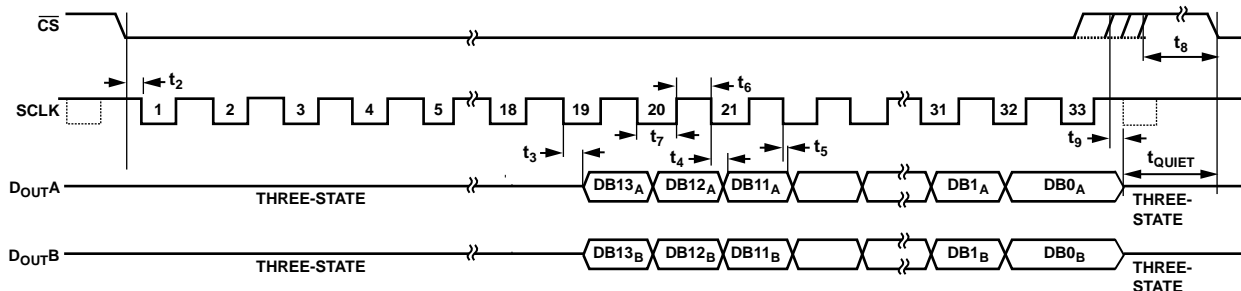 CS
t8
t2
t6
SCLK
1 2 3 4 5 18 19 20 21 31 32 33
t3
t7
t4
t5
t9
tQUIET
DOUTA
THREE-STATE
DB13A DB12A DB11A DB1A DB0A
THREE-
STATE
DOUTB
THREE-STATE
DB13B DB12B DB11B DB1B DB0B
THREE-
STATE